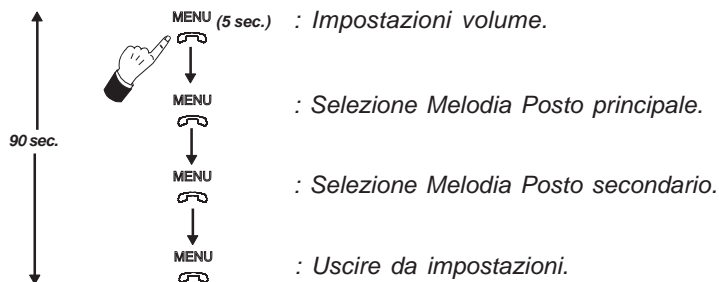 MENU (5 sec.) : Impostazioni volume.
MENU : Selezione Melodia Posto principale.
90 sec.
MENU : Selezione Melodia Posto secondario.
MENU : Uscire da impostazioni.